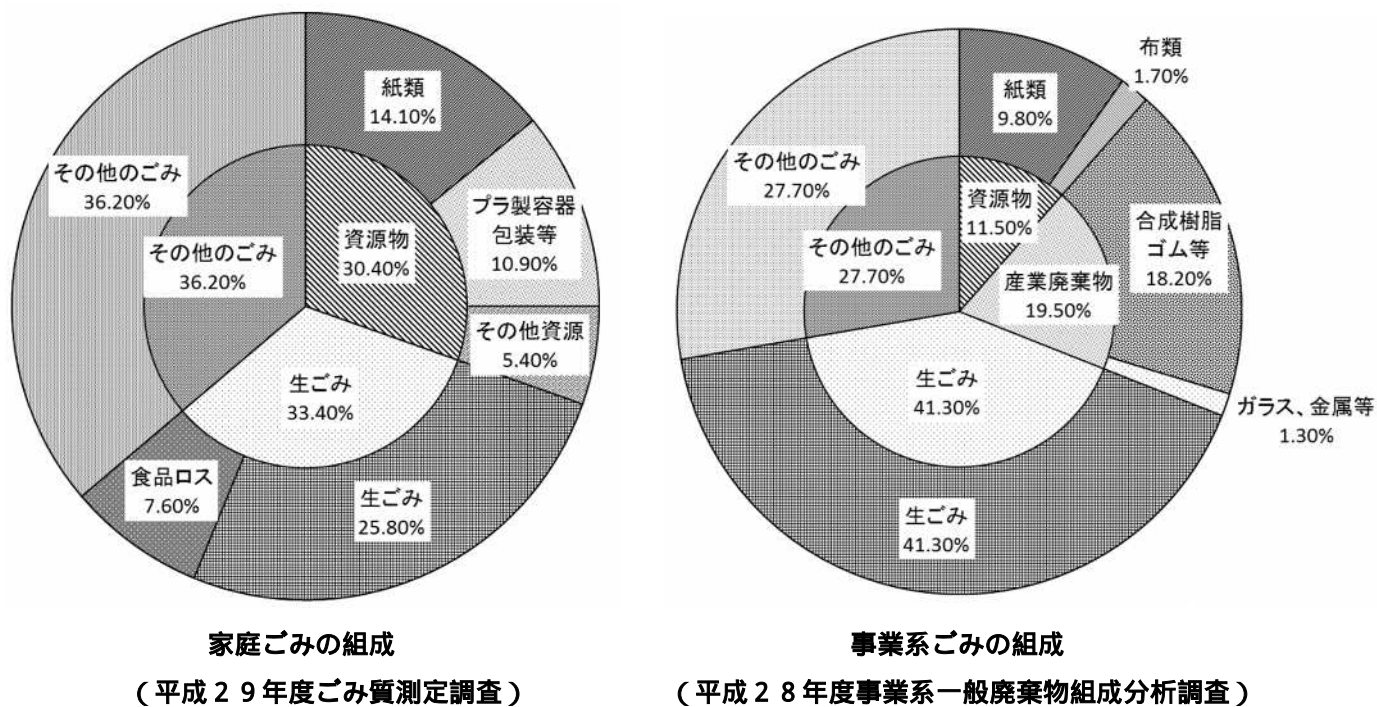 紙類
14.10%
プラ製容器
包装等
10.90%
その他資源
5.40%
生ごみ
25.80%
食品ロス
7.60%
その他のごみ
36.20%
資源物
30.40%
生ごみ
33.40%
その他のごみ
36.20%
家庭ごみの組成
(平成29年度ごみ質測定調査)
紙類
9.80%
布類
1.70%
合成樹脂
ゴム等
18.20%
ガラス、金属等
1.30%
生ごみ
41.30%
その他のごみ
27.70%
資源物
11.50%
産業廃棄物
19.50%
生ごみ
41.30%
その他のごみ
27.70%
事業系ごみの組成
(平成28年度事業系一般廃棄物組成分析調査)